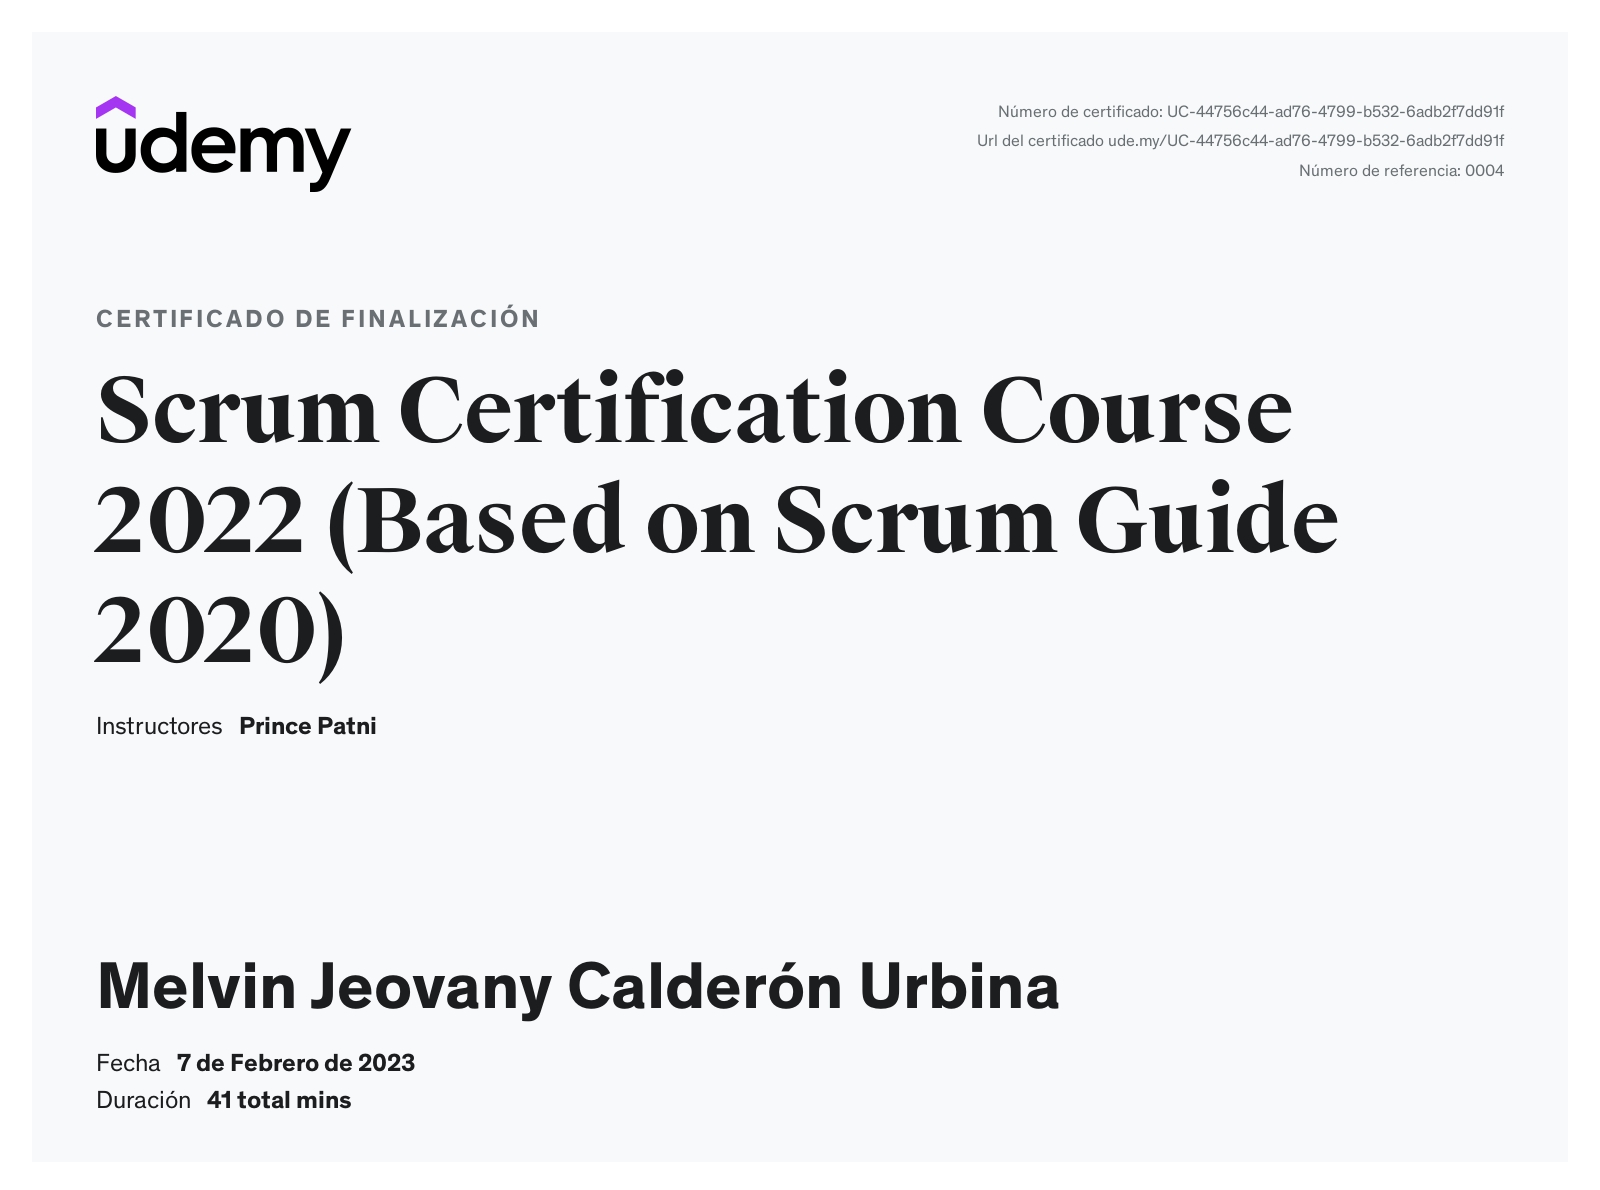 udemy
Número de certificado: UC-44756c44-ad76-4799-b532-6adb2f7dd91f
Url del certificado ude.my/UC-44756c44-ad76-4799-b532-6adb2f7dd91f
Número de referencia: 0004
CERTIFICADO DE FINALIZACIÓN
Scrum Certification Course
2022 (Based on Scrum Guide
2020)
Instructores Prince Patni
Melvin Jeovany Calderón Urbina
Fecha 7 de Febrero de 2023
Duración 41 total mins